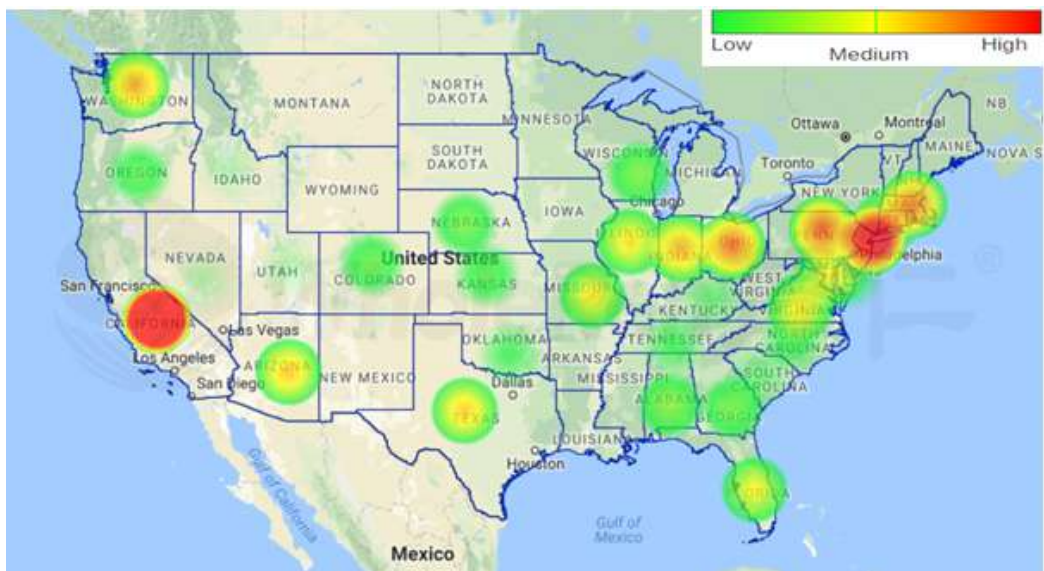 Low
Medium
High
WASHINGTON
MONTANA
NORTH
DAKOTA
MINNESOTA
Ottawa
Montreal
NB
MAINE
NOVA S
VT
OREGON
IDAHO
SOUTH
DAKOTA
WISCONSIN
MICHIGAN
Toronto
NEW YORK
WYOMING
IOWA
Chicago
NEBRASKA
NEVADA
UTAH
COLORADO
United States
KANSAS
MISSOURI
ILLINOIS
INDIANA
OHIO
WEST
VIRGINIA
VIRGINIA
KENTUCKY
San Francisco
CALIFORNIA
Las Vegas
Los Angeles
San Diego
ARIZONA
NEW MEXICO
OKLAHOMA
ARKANSAS
TENNESSEE
NORTH
CAROLINA
SOUTH
CAROLINA
MISSISSIPPI
ALABAMA
GEORGIA
Dallas
TEXAS
LOUISIANA
Houston
FLORIDA
Gulf of California
Gulf of
Mexico
Mexico
®